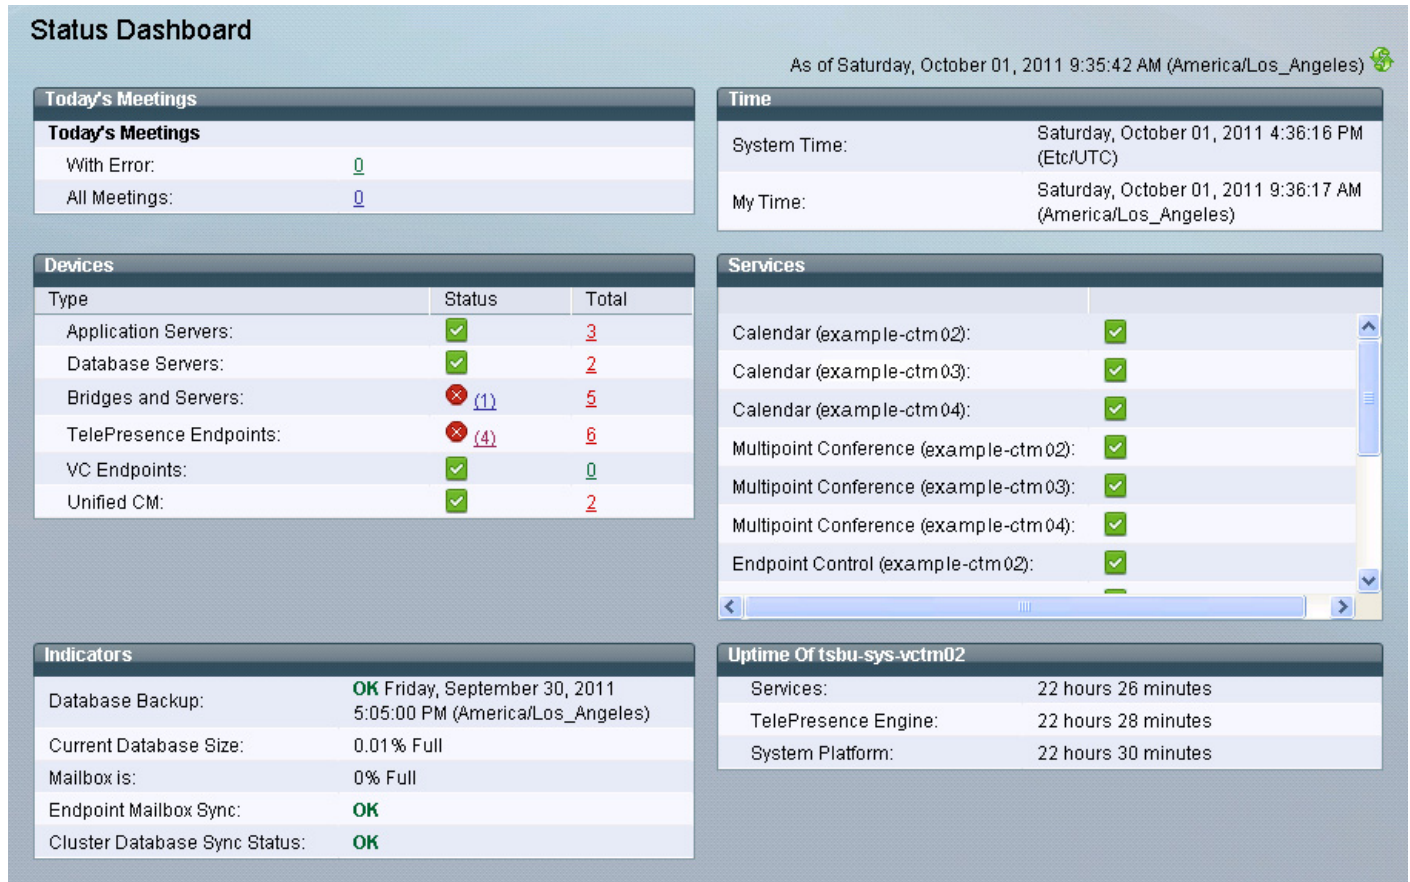 Status Dashboard
As of Saturday, October 01, 2011 9:35:42 AM (America/Los_Angeles)
Today's Meetings
Today's Meetings
With Error: 0
All Meetings: 0
Time
System Time: Saturday, October 01, 2011 4:36:16 PM
(Etc/UTC)
My Time: Saturday, October 01, 2011 9:36:17 AM
(America/Los_Angeles)
Devices
Type Status Total
Application Servers: 3
Database Servers: 2
Bridges and Servers: (1) 5
TelePresence Endpoints: (4) 6
VC Endpoints: 0
Unified CM: 2
Services
Calendar (example-ctm02):
Calendar (example-ctm03):
Calendar (example-ctm04):
Multipoint Conference (example-ctm02):
Multipoint Conference (example-ctm03):
Multipoint Conference (example-ctm04):
Endpoint Control (example-ctm02):
Indicators
Database Backup: OK Friday, September 30, 2011
5:05:00 PM (America/Los_Angeles)
Current Database Size: 0.01% Full
Mailbox is: 0% Full
Endpoint Mailbox Sync: OK
Cluster Database Sync Status: OK
Uptime Of tsbu-sys-vctm02
Services: 22 hours 26 minutes
TelePresence Engine: 22 hours 28 minutes
System Platform: 22 hours 30 minutes